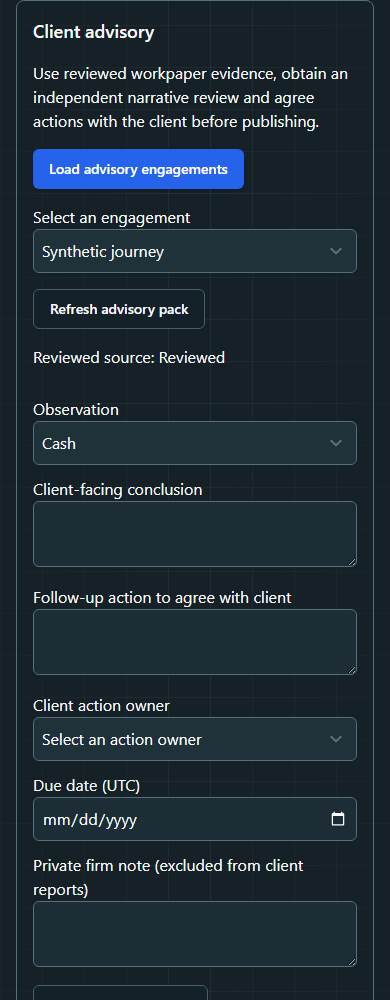 Client advisory
Use reviewed workpaper evidence, obtain an
independent narrative review and agree
actions with the client before publishing.
Load advisory engagements
Select an engagement
Synthetic journey
Refresh advisory pack
Reviewed source: Reviewed
Observation
Cash
Client-facing conclusion
Follow-up action to agree with client
Client action owner
Select an action owner
Due date (UTC)
mm/dd/yyyy
Private firm note (excluded from client
reports)